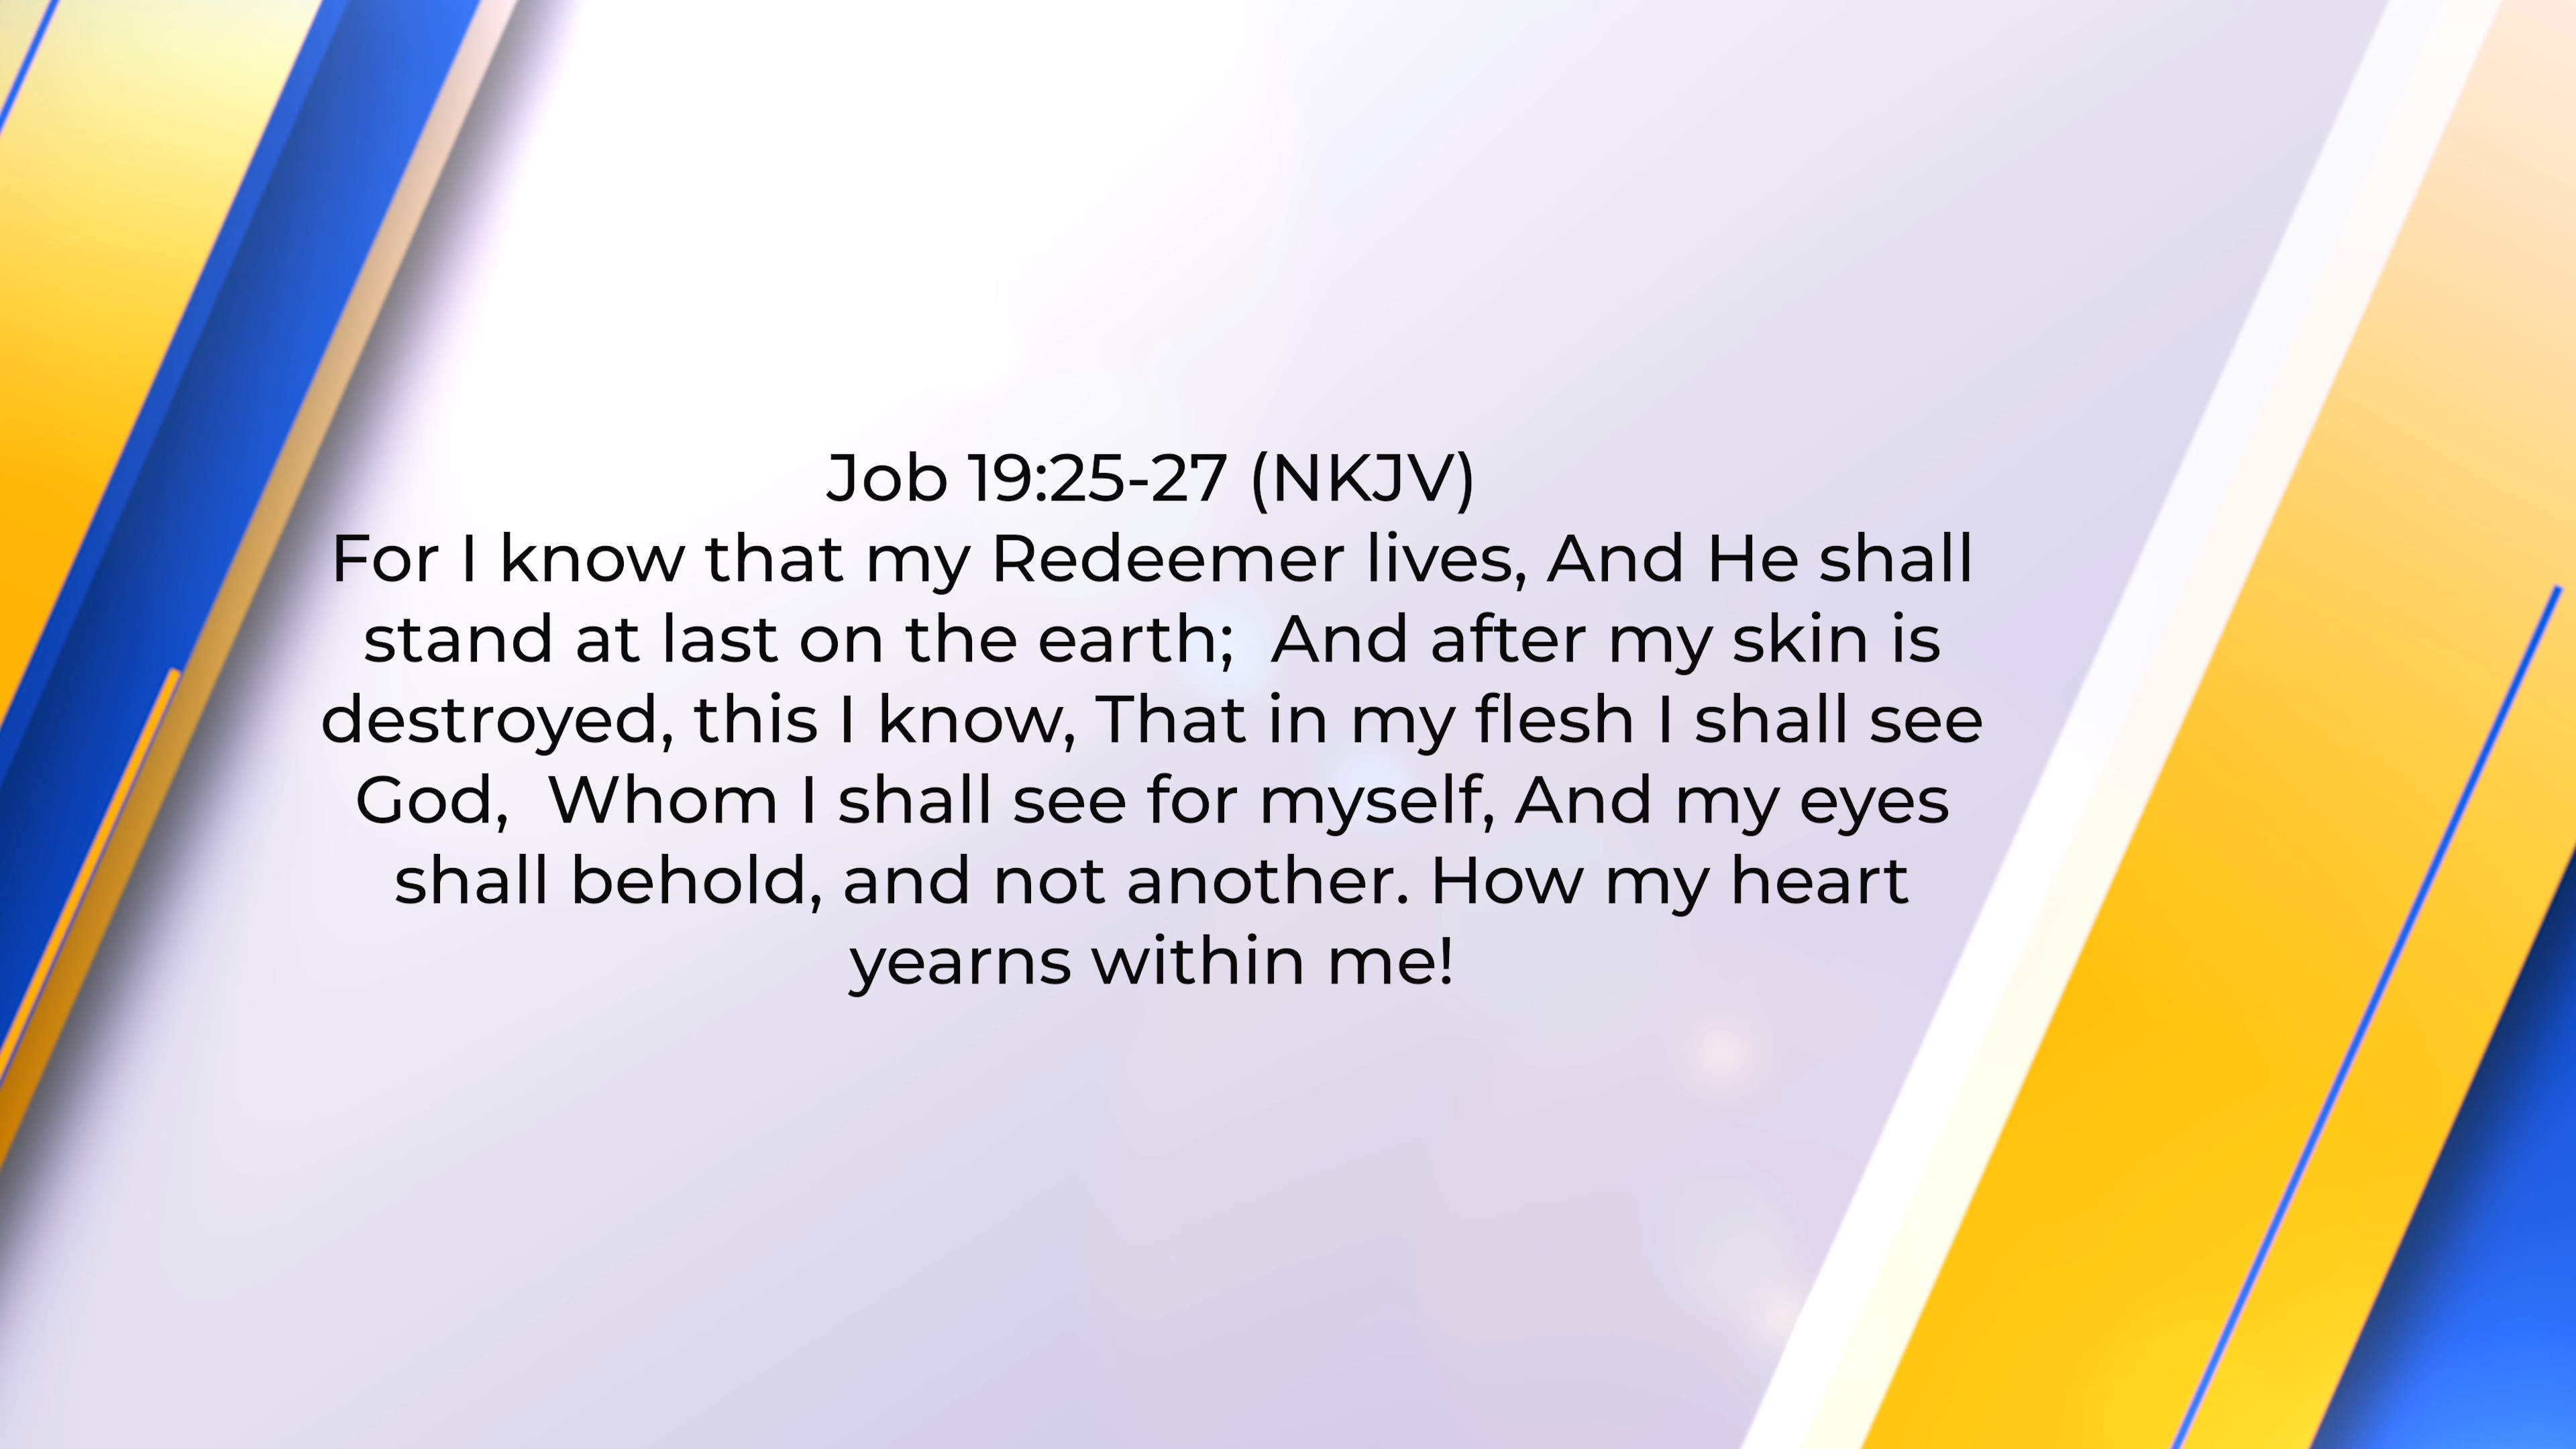 Job 19:25-27 (NKJV)
For I know that my Redeemer lives, And He shall
stand at last on the earth;  And after my skin is
destroyed, this I know, That in my flesh I shall see
God,  Whom I shall see for myself, And my eyes
shall behold, and not another. How my heart
yearns within me!